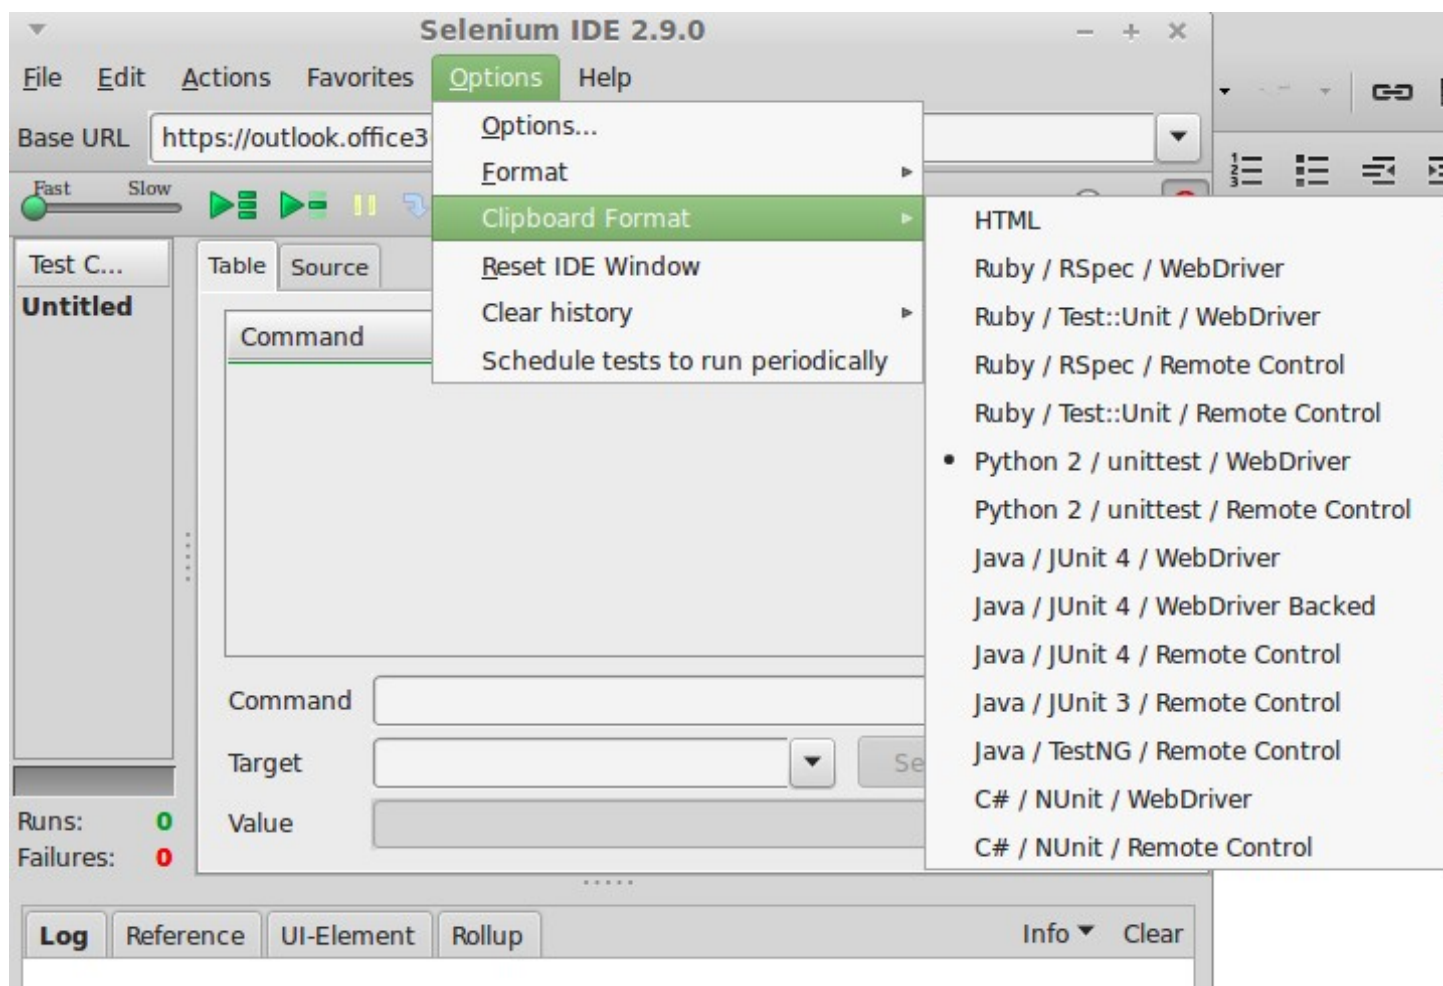 Selenium IDE 2.9.0
File Edit Actions Favorites Options Help
Base URL https://outlook.office3
Options...
Format
Clipboard Format
Reset IDE Window
Clear history
Schedule tests to run periodically
HTML
Ruby / RSpec / WebDriver
Ruby / Test::Unit / WebDriver
Ruby / RSpec / Remote Control
Ruby / Test::Unit / Remote Control
Python 2 / unittest / WebDriver
Python 2 / unittest / Remote Control
Java / JUnit 4 / WebDriver
Java / JUnit 4 / WebDriver Backed
Java / JUnit 4 / Remote Control
Java / JUnit 3 / Remote Control
Java / TestNG / Remote Control
C# / NUnit / WebDriver
C# / NUnit / Remote Control
Fast Slow
Test C...
Untitled
Table Source
Command
Command
Target Se
Value
Runs: 0
Failures: 0
Log Reference UI-Element Rollup Info Clear